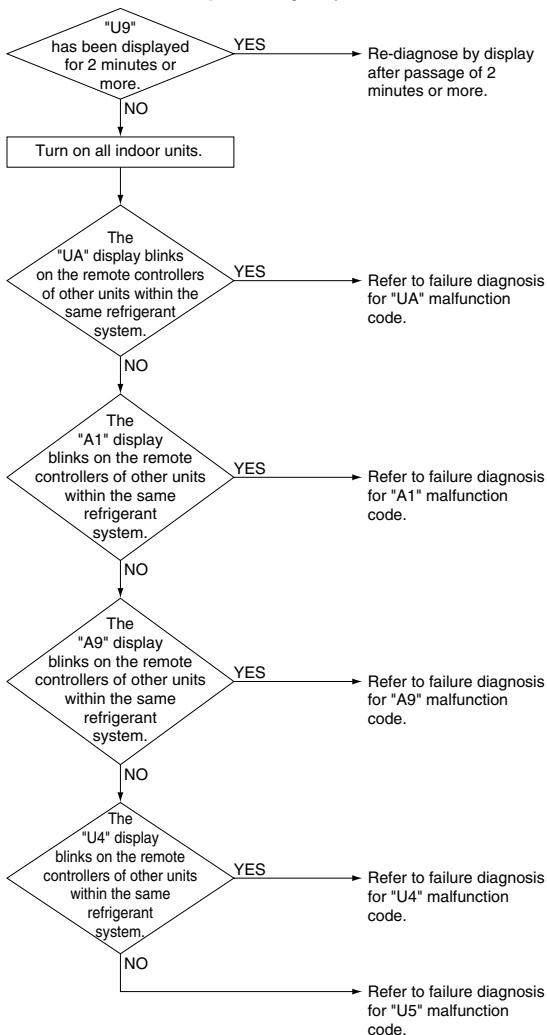 "U9"
has been displayed
for 2 minutes or
more.
YES
Re-diagnose by display
after passage of 2
minutes or more.
NO
Turn on all indoor units.
The
"UA" display blinks
on the remote controllers
of other units within the
same refrigerant
system.
YES
Refer to failure diagnosis
for "UA" malfunction
code.
NO
The
"A1" display
blinks on the remote
controllers of other units
within the same
refrigerant
system.
YES
Refer to failure diagnosis
for "A1" malfunction
code.
NO
The
"A9" display
blinks on the remote
controllers of other units
within the same
refrigerant
system.
YES
Refer to failure diagnosis
for "A9" malfunction
code.
NO
The
"U4" display
blinks on the remote
controllers of other units
within the same
refrigerant
system.
YES
Refer to failure diagnosis
for "U4" malfunction
code.
NO
Refer to failure diagnosis
for "U5" malfunction
code.